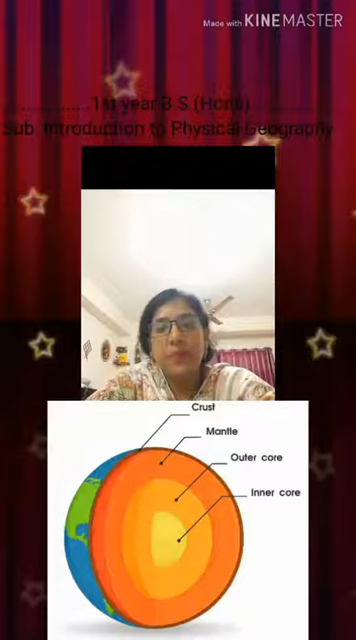 Made with KINEMASTER
............1st year B.S.(Hons)............
Sub. Introduction to Physical Geography
Crust
Mantle
Outer core
Inner core